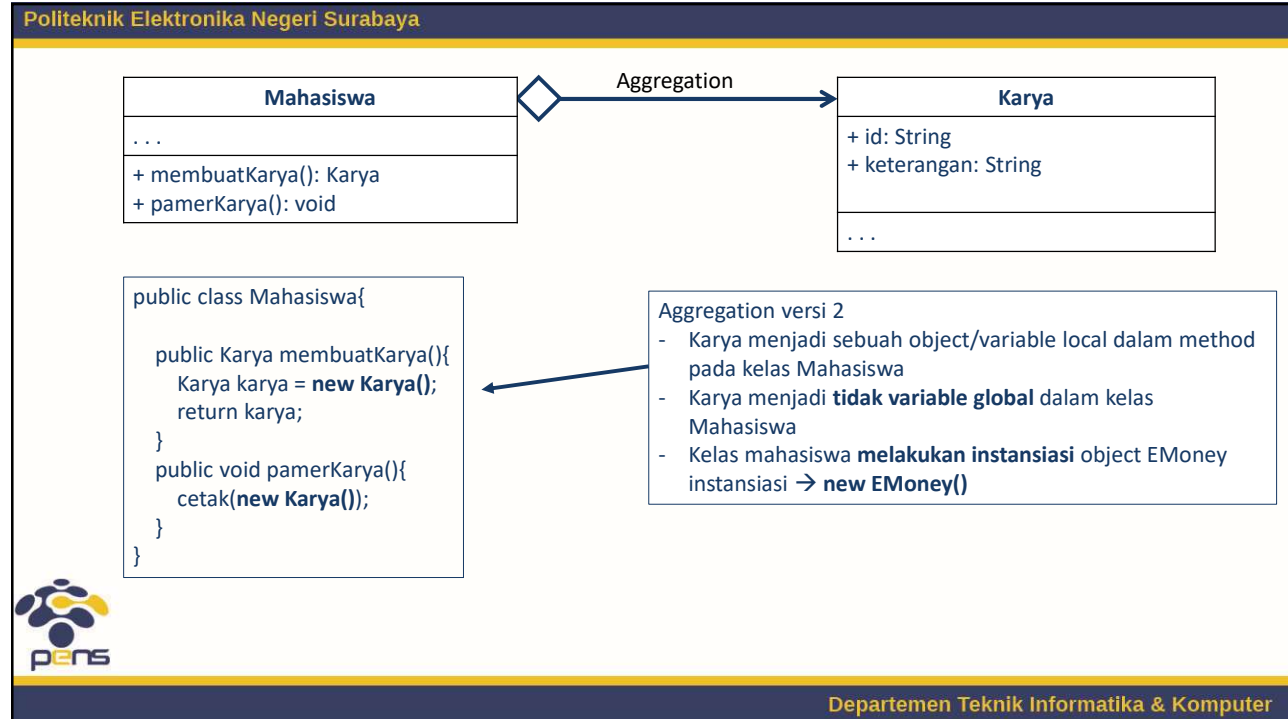 Politeknik Elektronika Negeri Surabaya
Mahasiswa
. . .
+ membuatKarya(): Karya
+ pamerKarya(): void
Aggregation
Karya
+ id: String
+ keterangan: String
. . .
public class Mahasiswa{
public Karya membuatKarya(){
Karya karya = new Karya();
return karya;
}
public void pamerKarya(){
cetak(new Karya());
}
}
Aggregation versi 2
- Karya menjadi sebuah object/variable local dalam method
pada kelas Mahasiswa
- Karya menjadi tidak variable global dalam kelas
Mahasiswa
- Kelas mahasiswa melakukan instansiasi object EMoney
instansiasi → new EMoney()
pens
Departemen Teknik Informatika & Komputer